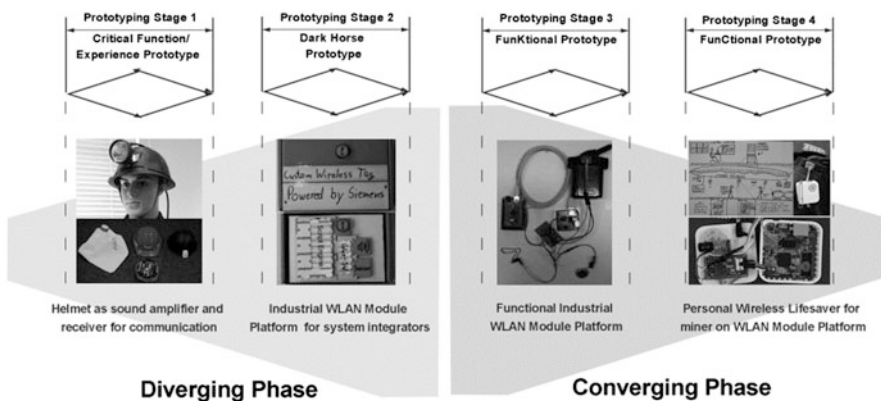 Prototyping Stage 1
Critical Function/
Experience Prototype
Prototyping Stage 2
Dark Horse
Prototype
Prototyping Stage 3
FunKtional Prototype
Prototyping Stage 4
FunCtional Prototype
Custom Wireless Tag
"Powered by Siemens"
Helmet as sound amplifier and
receiver for communication
Industrial WLAN Module
Platform for system integrators
Functional Industrial
WLAN Module Platform
Personal Wireless Lifesaver for
miner on WLAN Module Platform
Diverging Phase
Converging Phase